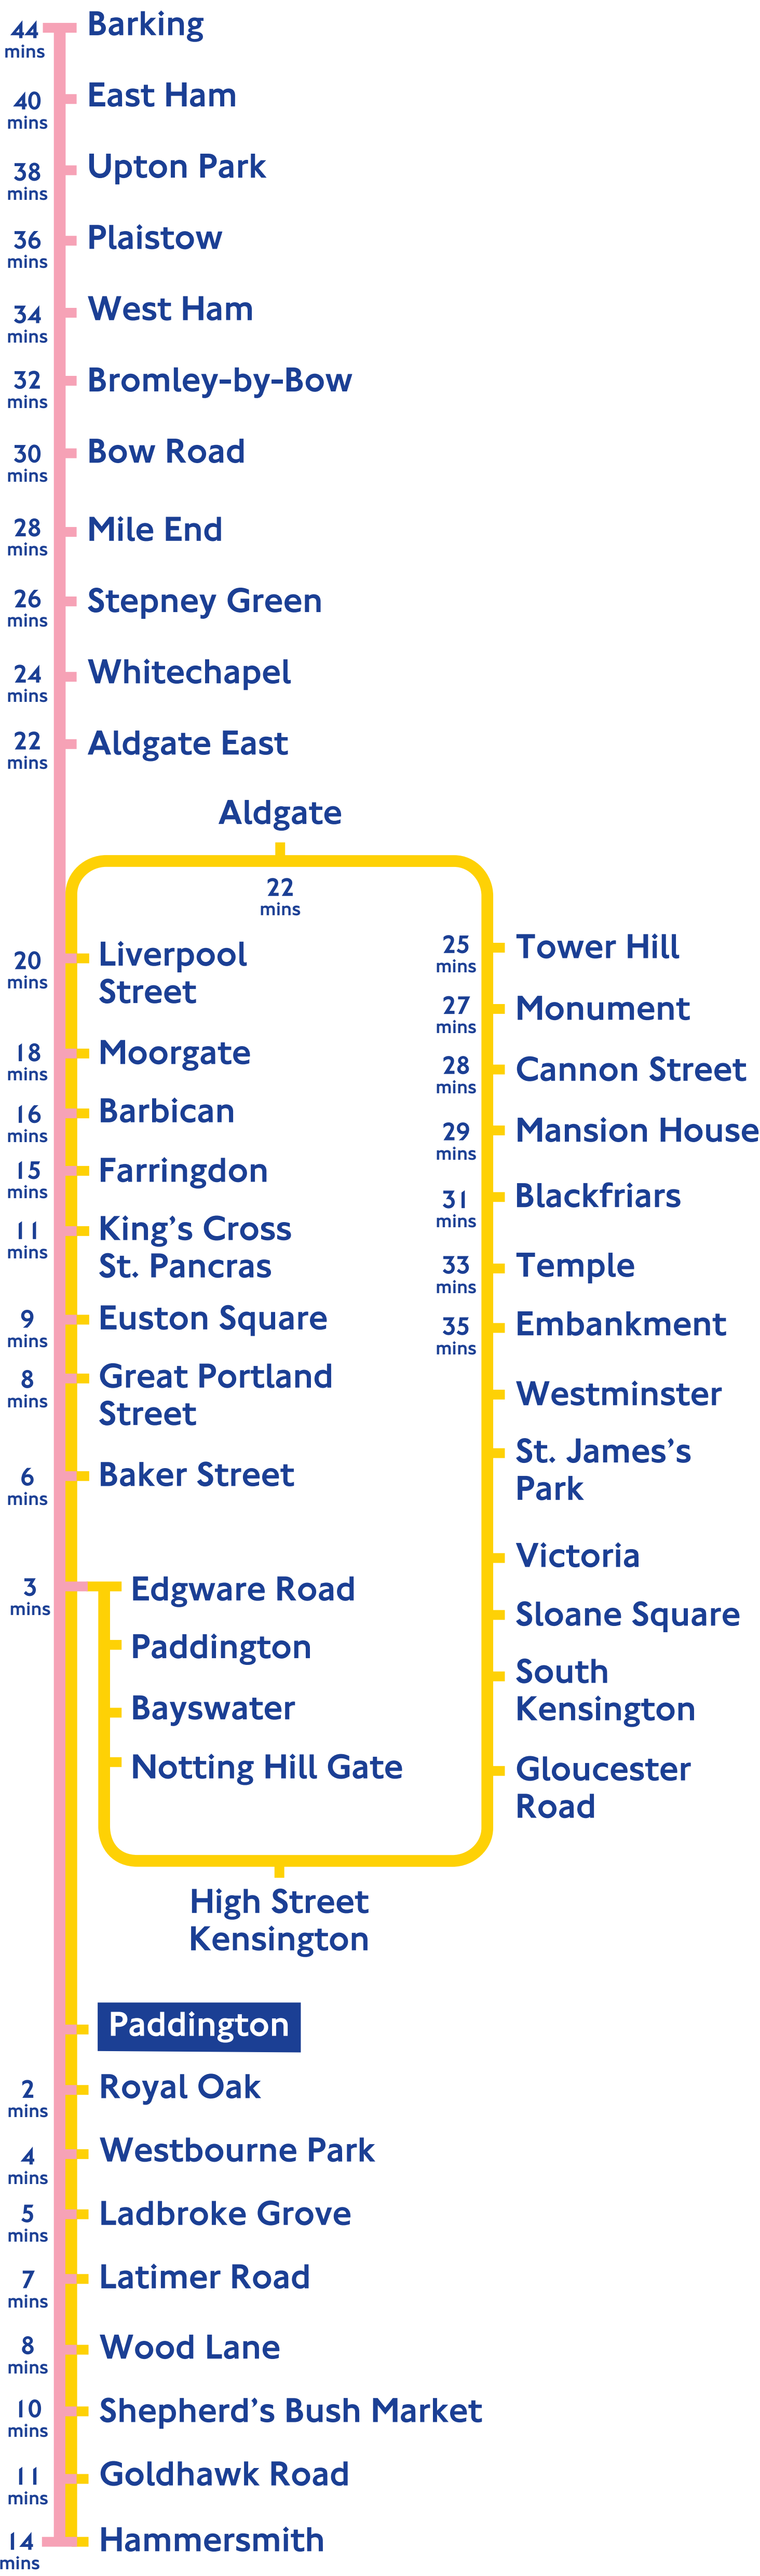 44
mins
Barking
40
mins
East Ham
38
mins
Upton Park
36
mins
Plaistow
34
mins
West Ham
32
mins
Bromley-by-Bow
30
mins
Bow Road
28
mins
Mile End
26
mins
Stepney Green
24
mins
Whitechapel
22
mins
Aldgate East
Aldgate
22
mins
20
mins
Liverpool
Street
18
mins
Moorgate
16
mins
Barbican
15
mins
Farringdon
11
mins
King's Cross
St. Pancras
9
mins
Euston Square
8
mins
Great Portland
Street
6
mins
Baker Street
3
mins
Edgware Road
Paddington
Bayswater
Notting Hill Gate
25
mins
Tower Hill
27
mins
Monument
28
mins
Cannon Street
29
mins
Mansion House
31
mins
Blackfriars
33
mins
Temple
35
mins
Embankment
Westminster
St. James's
Park
Victoria
Sloane Square
South
Kensington
Gloucester
Road
High Street
Kensington
Paddington
2
mins
Royal Oak
4
mins
Westbourne Park
5
mins
Ladbroke Grove
7
mins
Latimer Road
8
mins
Wood Lane
10
mins
Shepherd's Bush Market
11
mins
Goldhawk Road
14
mins
Hammersmith